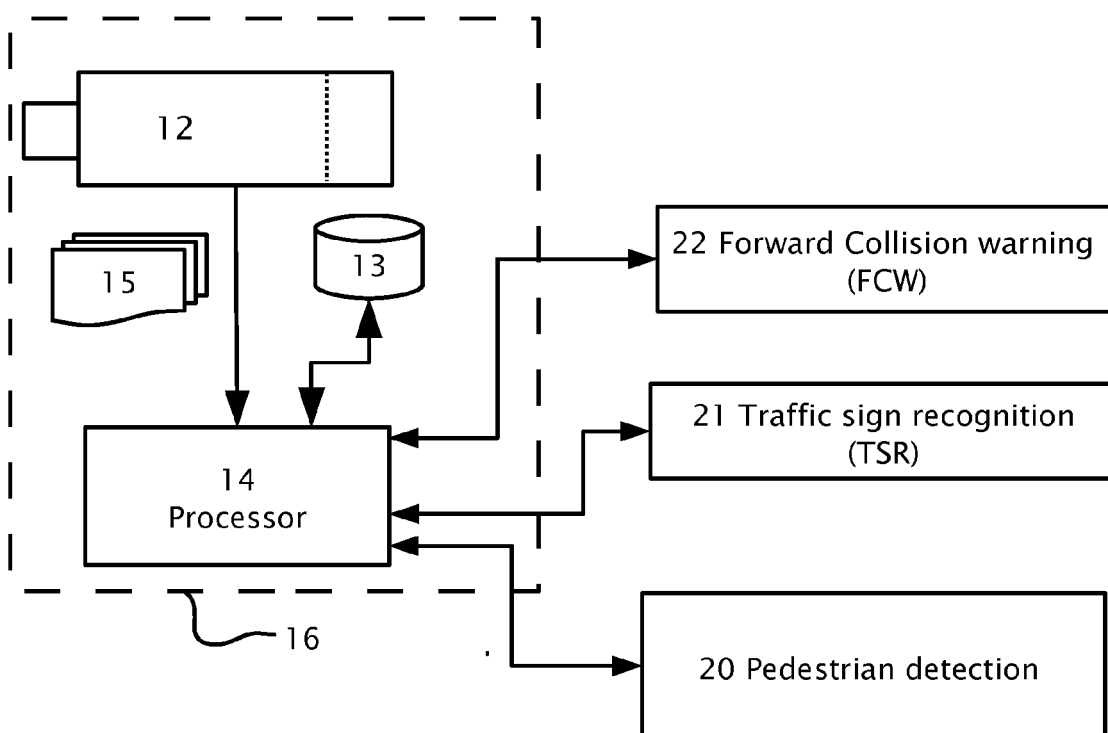 12
15
13
22 Forward Collision warning
(FCW)
21 Traffic sign recognition
(TSR)
14
Processor
16
20 Pedestrian detection